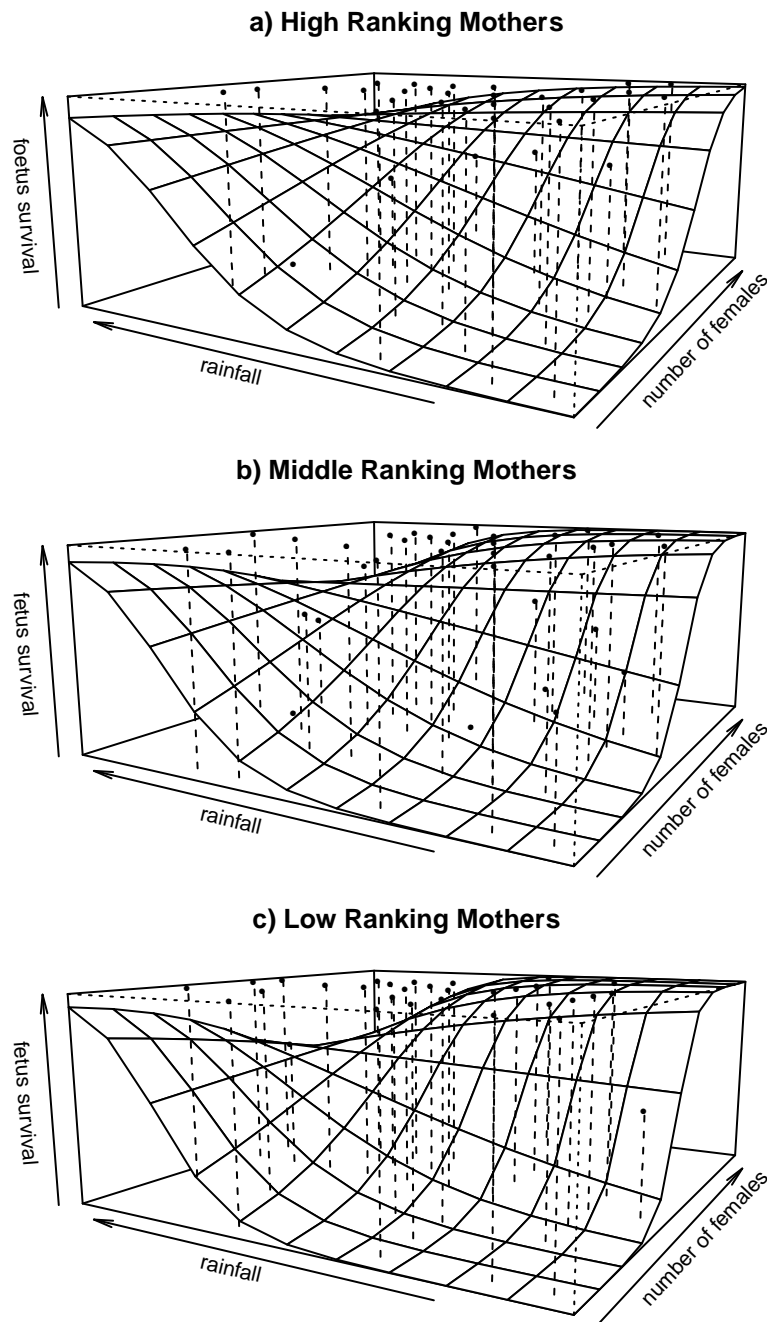 a) High Ranking Mothers
foetus survival
rainfall
number of females
b) Middle Ranking Mothers
fetus survival
rainfall
number of females
c) Low Ranking Mothers
fetus survival
rainfall
number of females